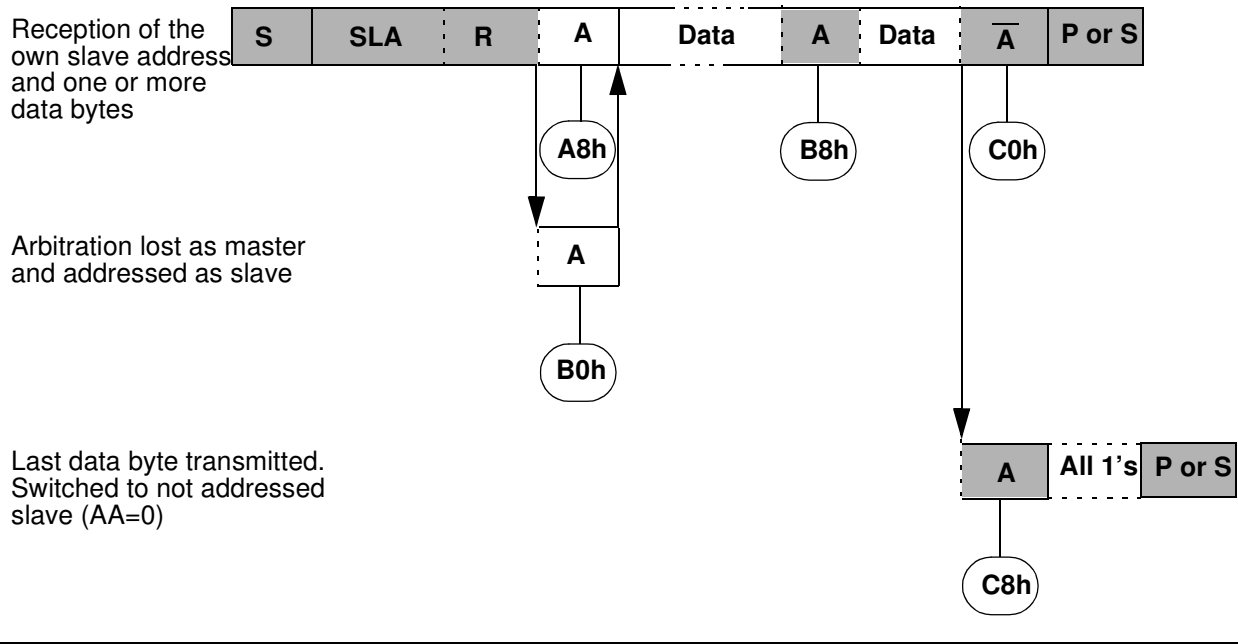 Reception of the
own slave address
and one or more
data bytes
S SLA R A Data A Data A̅ P or S
A8h B8h C0h
Arbitration lost as master
and addressed as slave
A
B0h
Last data byte transmitted.
Switched to not addressed
slave (AA=0)
A All 1’s P or S
C8h